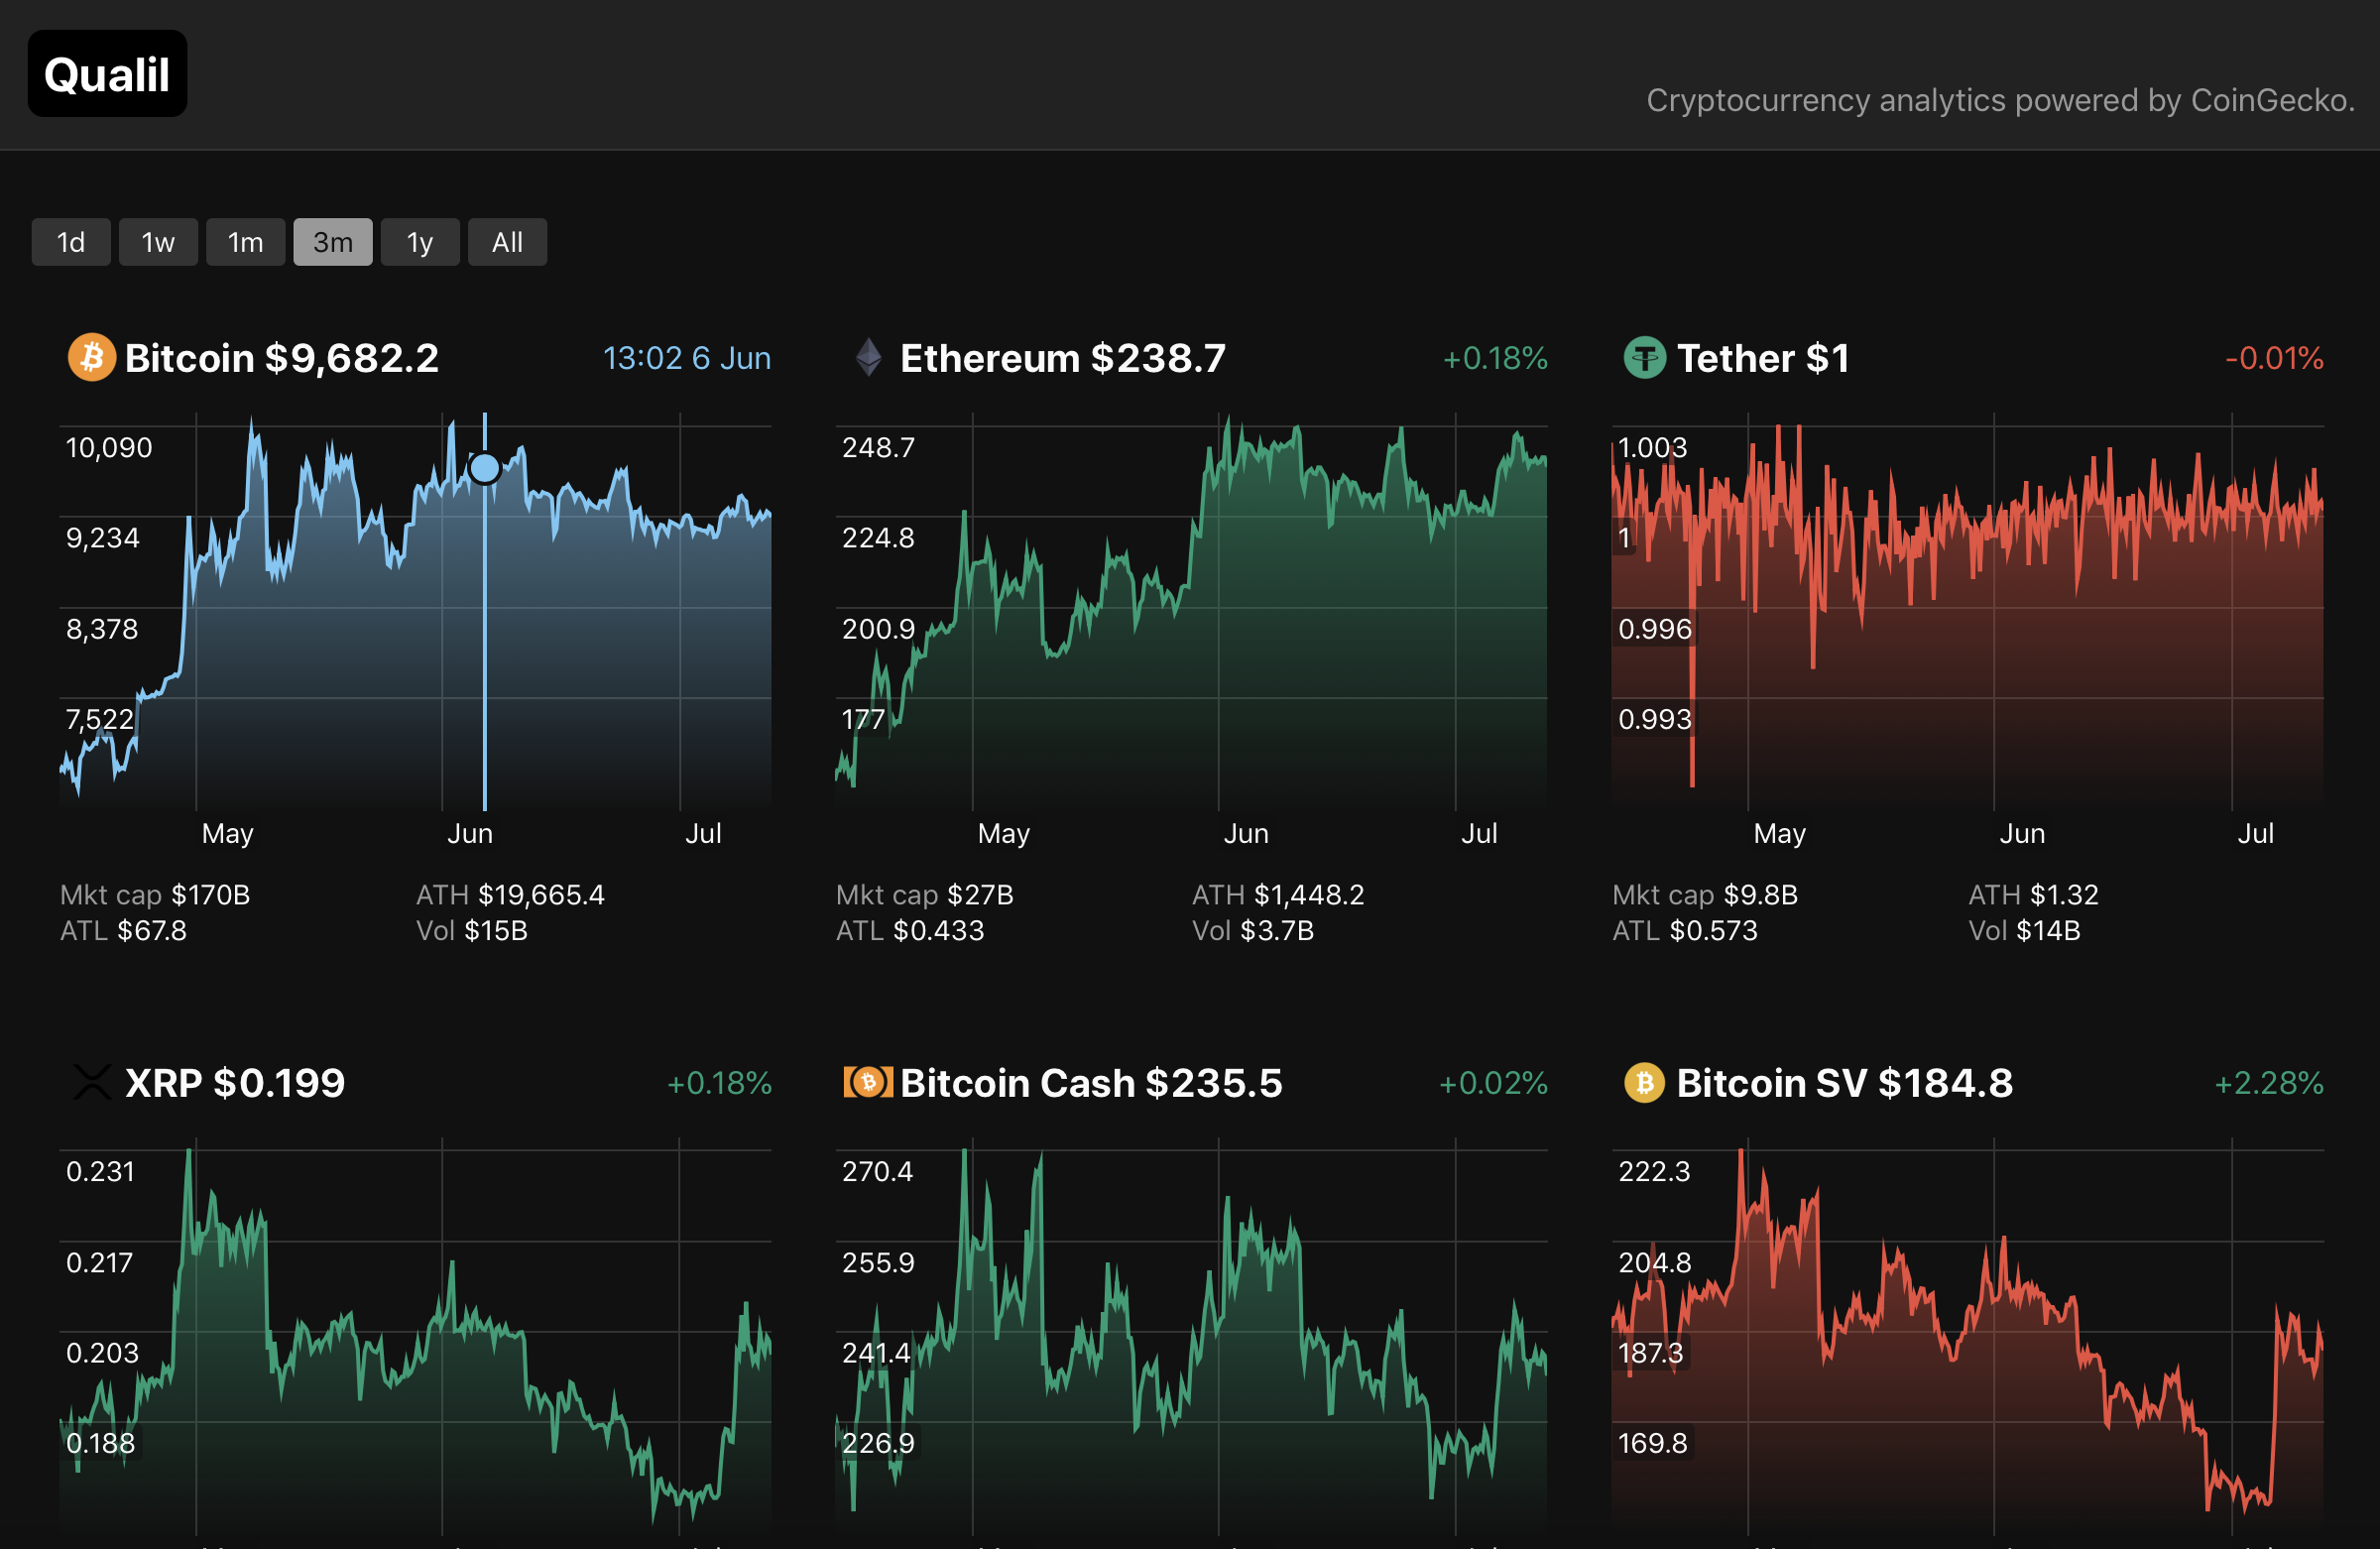 Qualil
Cryptocurrency analytics powered by CoinGecko.
1d 1w 1m 3m 1y All
Bitcoin $9,682.2 13:02 6 Jun
10,090
9,234
8,378
7,522
May Jun Jul
Mkt cap $170B ATH $19,665.4
ATL $67.8 Vol $15B
Ethereum $238.7 +0.18%
248.7
224.8
200.9
177
May Jun Jul
Mkt cap $27B ATH $1,448.2
ATL $0.433 Vol $3.7B
Tether $1 -0.01%
1.003
1
0.996
0.993
May Jun Jul
Mkt cap $9.8B ATH $1.32
ATL $0.573 Vol $14B
XRP $0.199 +0.18%
0.231
0.217
0.203
0.188
Bitcoin Cash $235.5 +0.02%
270.4
255.9
241.4
226.9
Bitcoin SV $184.8 +2.28%
222.3
204.8
187.3
169.8